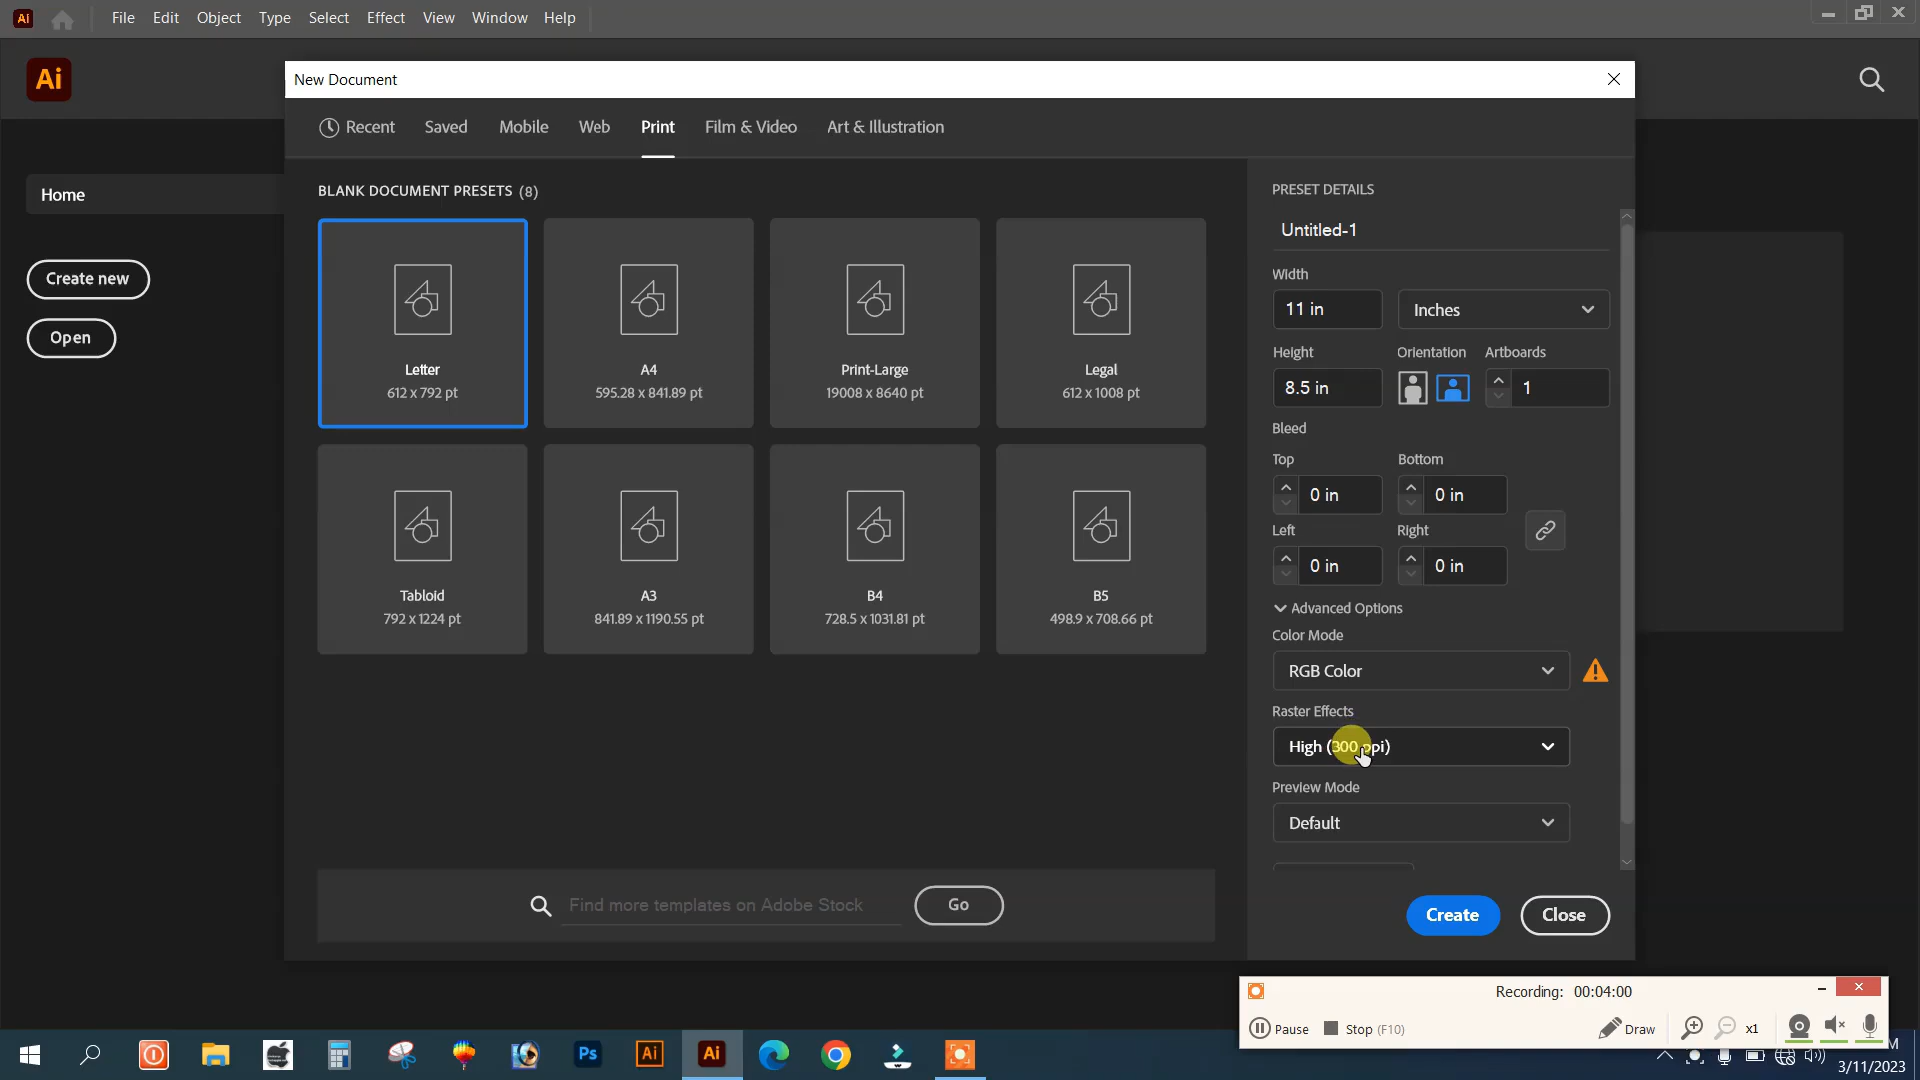 Ai File Edit Object Type Select Effect View Window Help
Ai
New Document
Recent Saved Mobile Web Print Film & Video Art & Illustration
Home
Create new
Open
BLANK DOCUMENT PRESETS (8)
Letter
612 x 792 pt
A4
595.28 x 841.89 pt
Print-Large
19008 x 8640 pt
Legal
612 x 1008 pt
Tabloid
792 x 1224 pt
A3
841.89 x 1190.55 pt
B4
728.5 x 1031.81 pt
B5
498.9 x 708.66 pt
Find more templates on Adobe Stock Go
PRESET DETAILS
Untitled-1
Width
11 in Inches
Height Orientation Artboards
8.5 in 1
Bleed
Top Bottom
0 in 0 in
Left Right
0 in 0 in
Advanced Options
Color Mode
RGB Color
Raster Effects
High (300 ppi)
Preview Mode
Default
Create Close
Recording: 00:04:00
Pause Stop (F10) Draw x1
Ps Ai Ai
M
3/11/2023